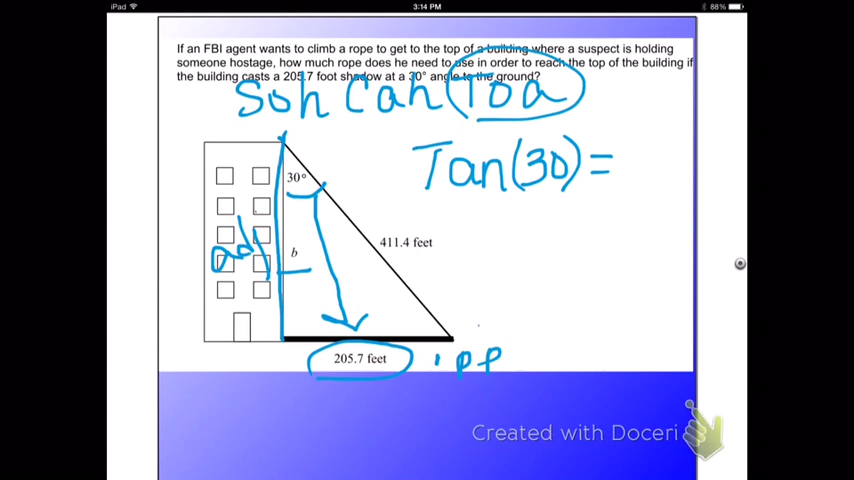 iPad
3:14 PM
88%
If an FBI agent wants to climb a rope to get to the top of a building where a suspect is holding
someone hostage, how much rope does he need to use in order to reach the top of the building if
the building casts a 205.7 foot shadow at a 30° angle to the ground?
Soh Cah Toa
Tan(30)=
30°
adj
b
411.4 feet
205.7 feet
opp
Created with Doceri